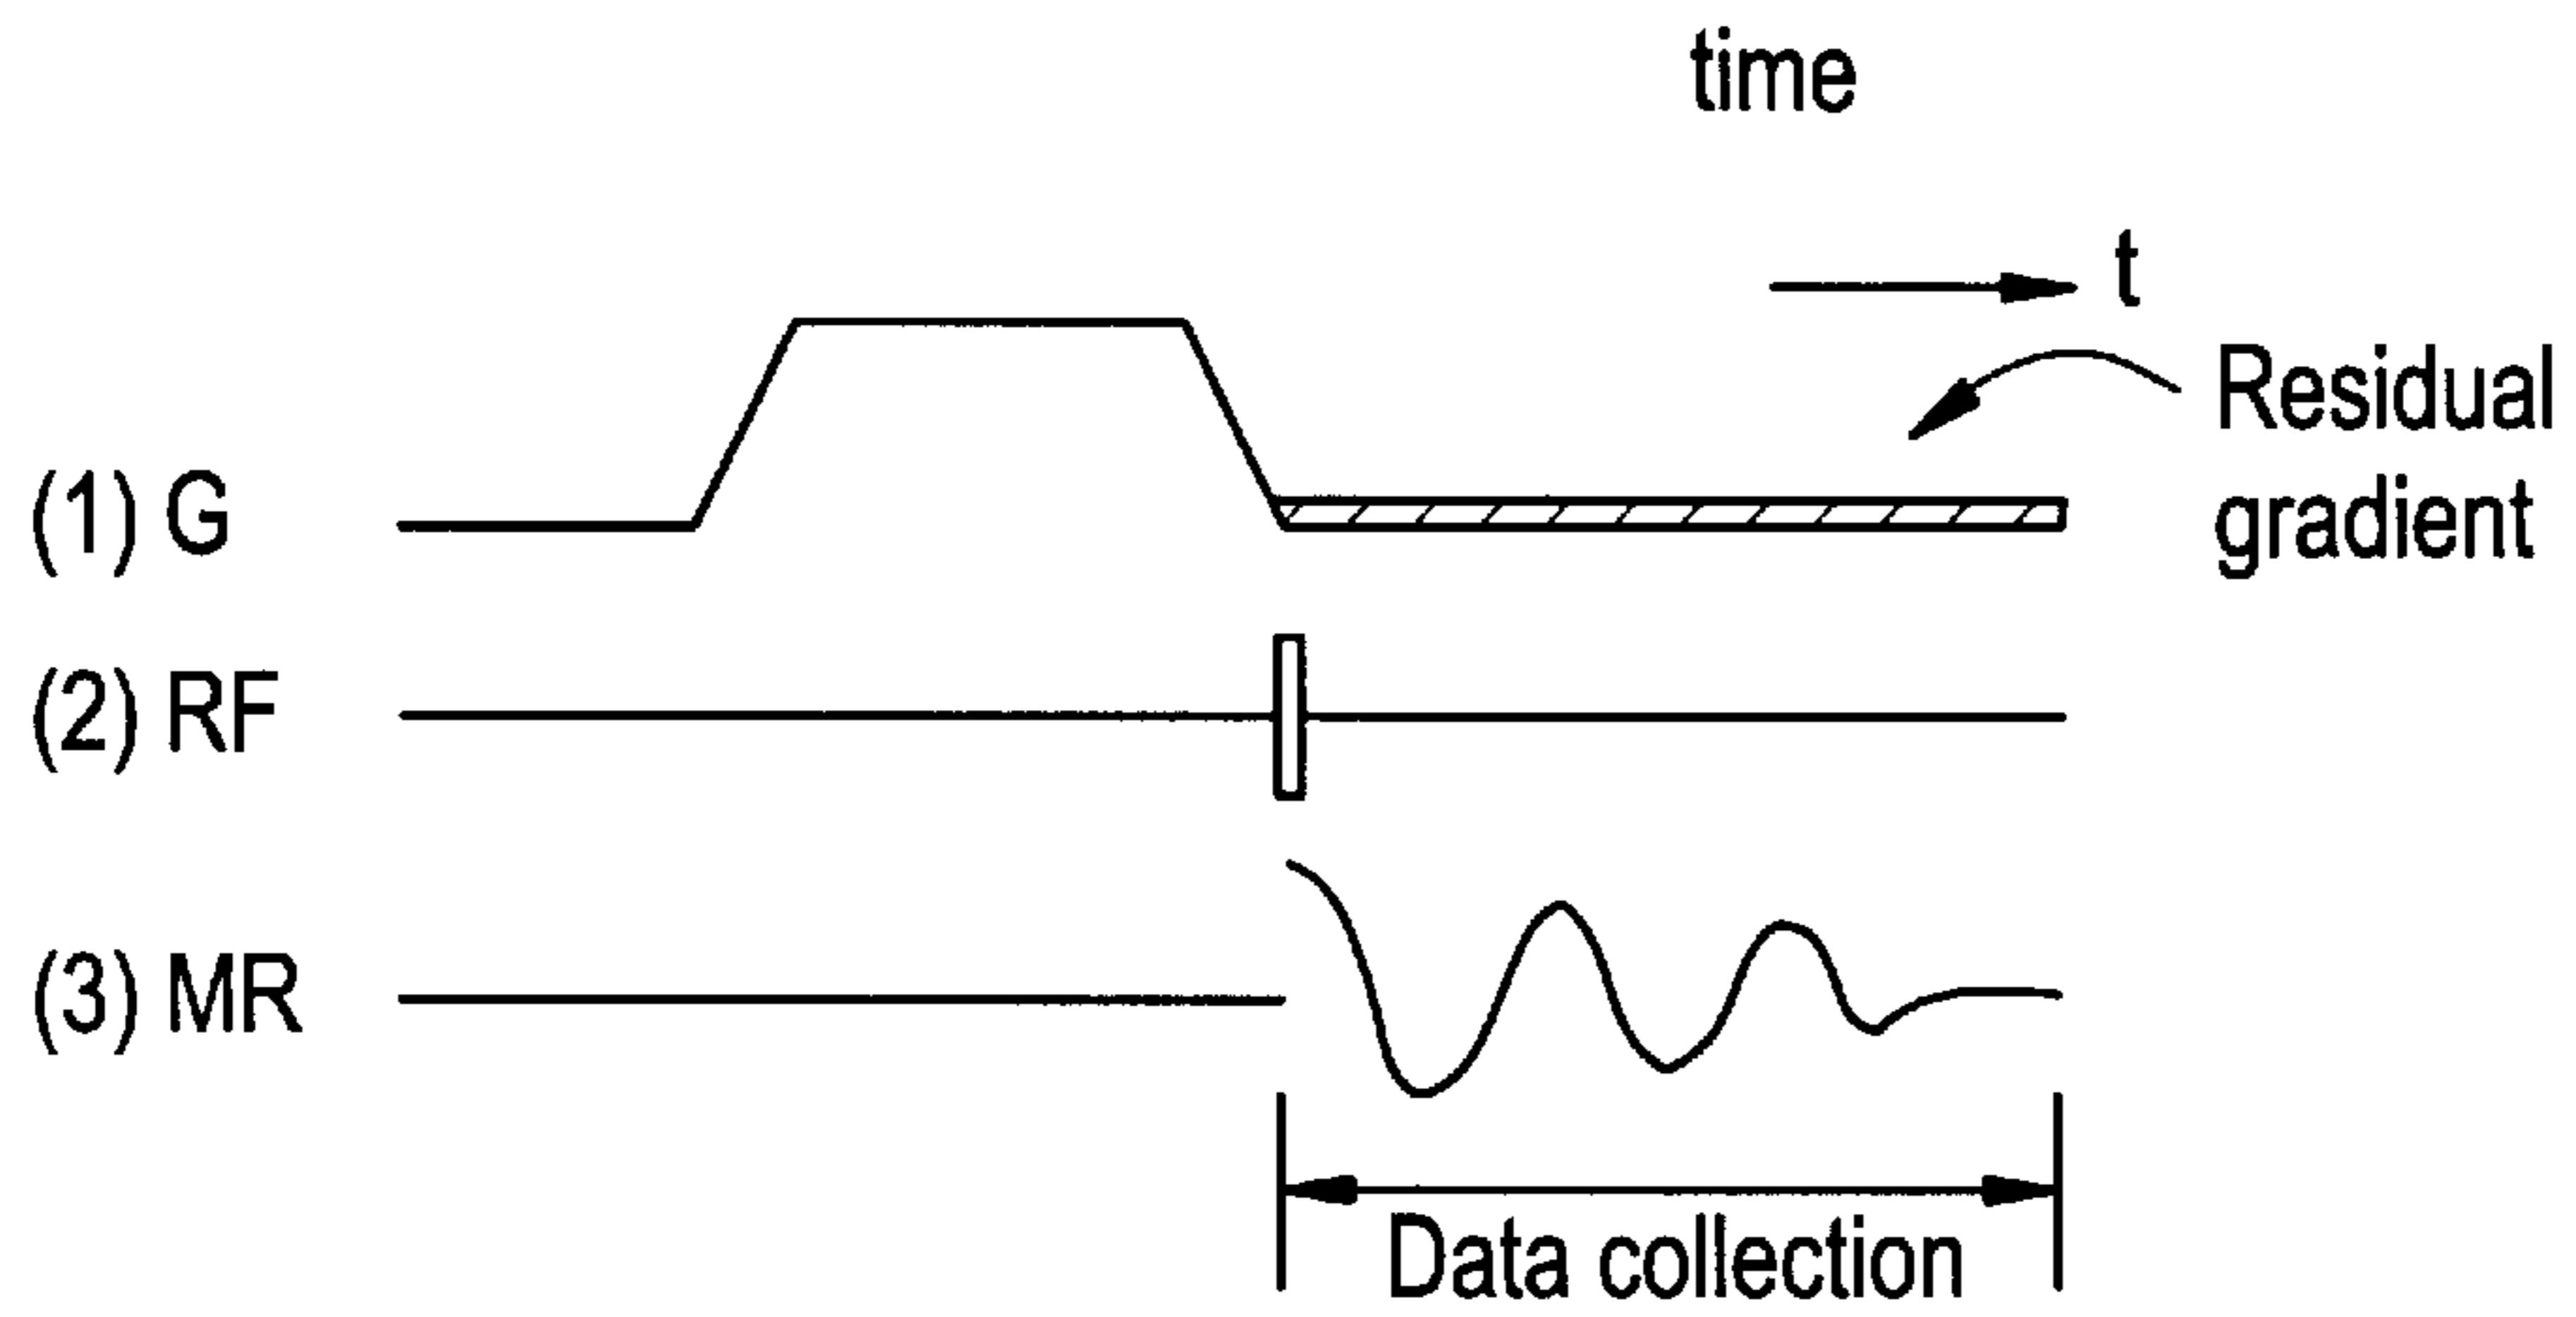 time
t
Residual
gradient
(1) G
(2) RF
(3) MR
Data collection